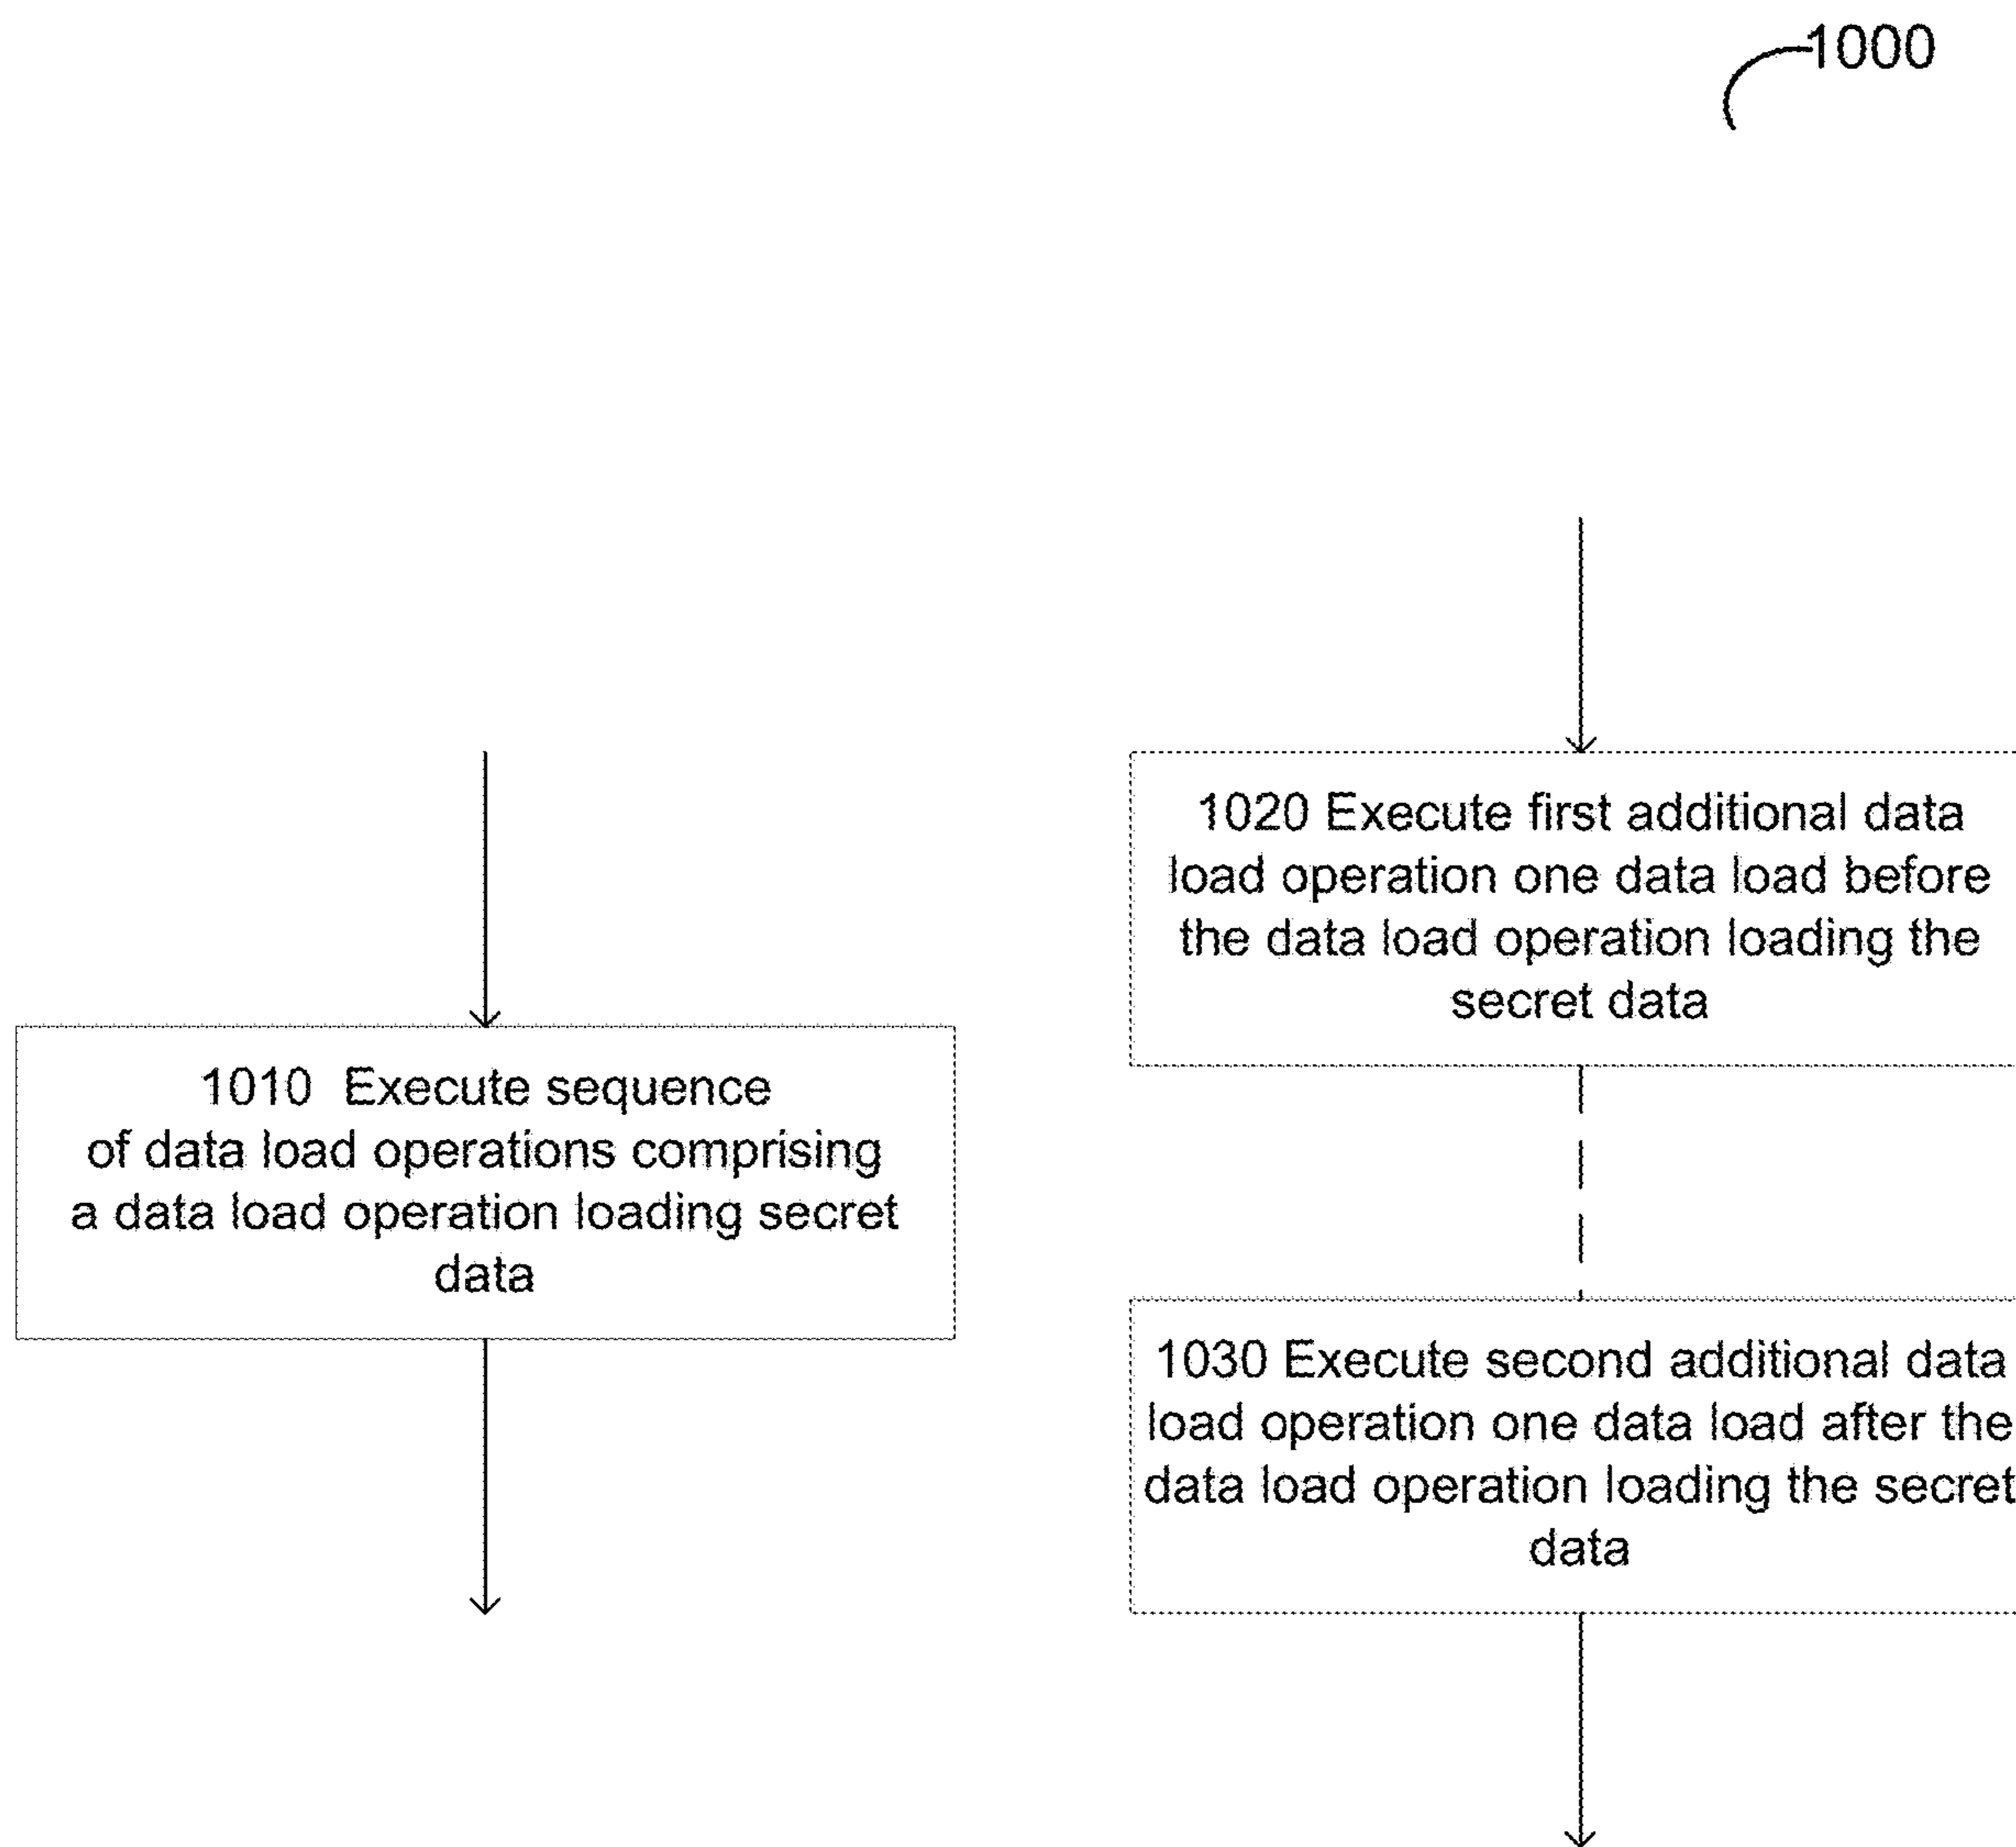 1000
1010 Execute sequence
of data load operations comprising
a data load operation loading secret
data
1020 Execute first additional data
load operation one data load before
the data load operation loading the
secret data
1030 Execute second additional data
load operation one data load after the
data load operation loading the secret
data